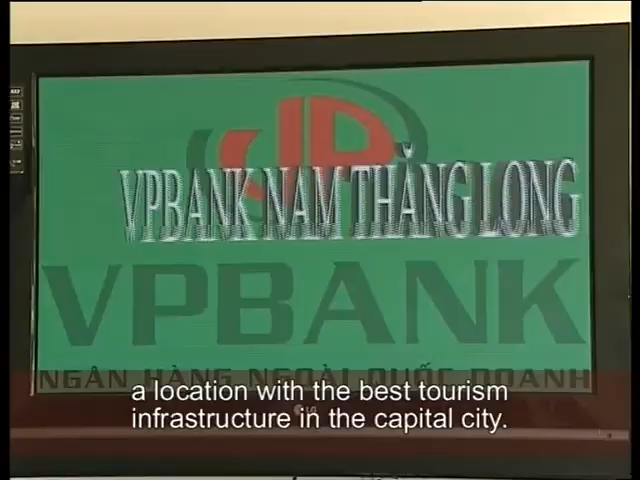 VPBANK NAM THĂNG LONG
VPBANK
NGÂN HÀNG NGOÀI QUỐC DOANH
a location with the best tourism
infrastructure in the capital city.
LG